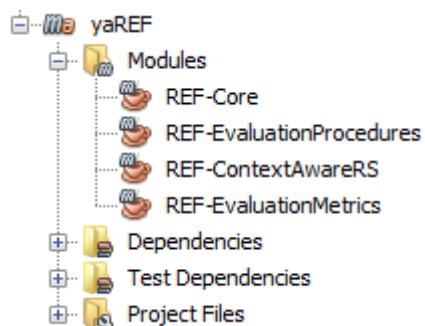 yaREF
Modules
REF-Core
REF-EvaluationProcedures
REF-ContextAwareRS
REF-EvaluationMetrics
Dependencies
Test Dependencies
Project Files